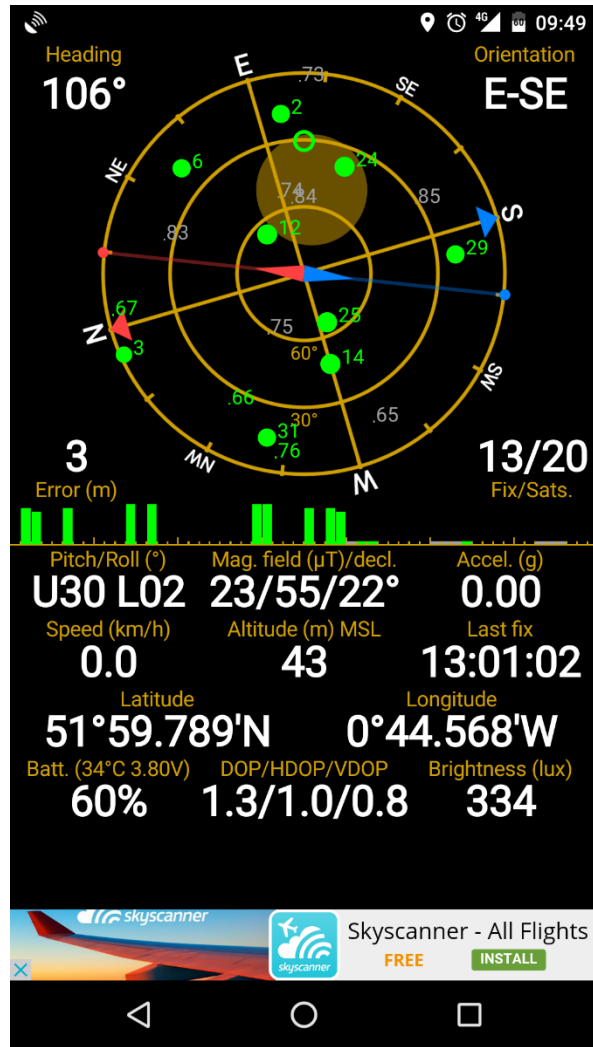 4G 60 09:49
Heading Orientation
106° E-SE
E .73 SE
2
6 24
NE
.74 .84 85 S
12
.83 29
.67
.75 25
N 3 60° 14
SW
.66 .65
30°
31
.76
NW W
3 13/20
Error (m) Fix/Sats.
Pitch/Roll (°) Mag. field (µT)/decl. Accel. (g)
U30 L02 23/55/22° 0.00
Speed (km/h) Altitude (m) MSL Last fix
0.0 43 13:01:02
Latitude Longitude
51°59.789'N 0°44.568'W
Batt. (34°C 3.80V) DOP/HDOP/VDOP Brightness (lux)
60% 1.3/1.0/0.8 334
skyscanner
skyscanner
Skyscanner - All Flights
FREE INSTALL